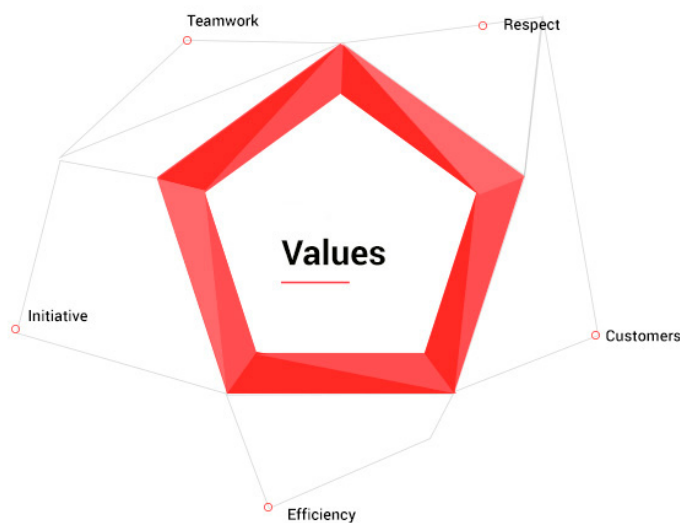 Teamwork
Respect
Values
Initiative
Customers
Efficiency